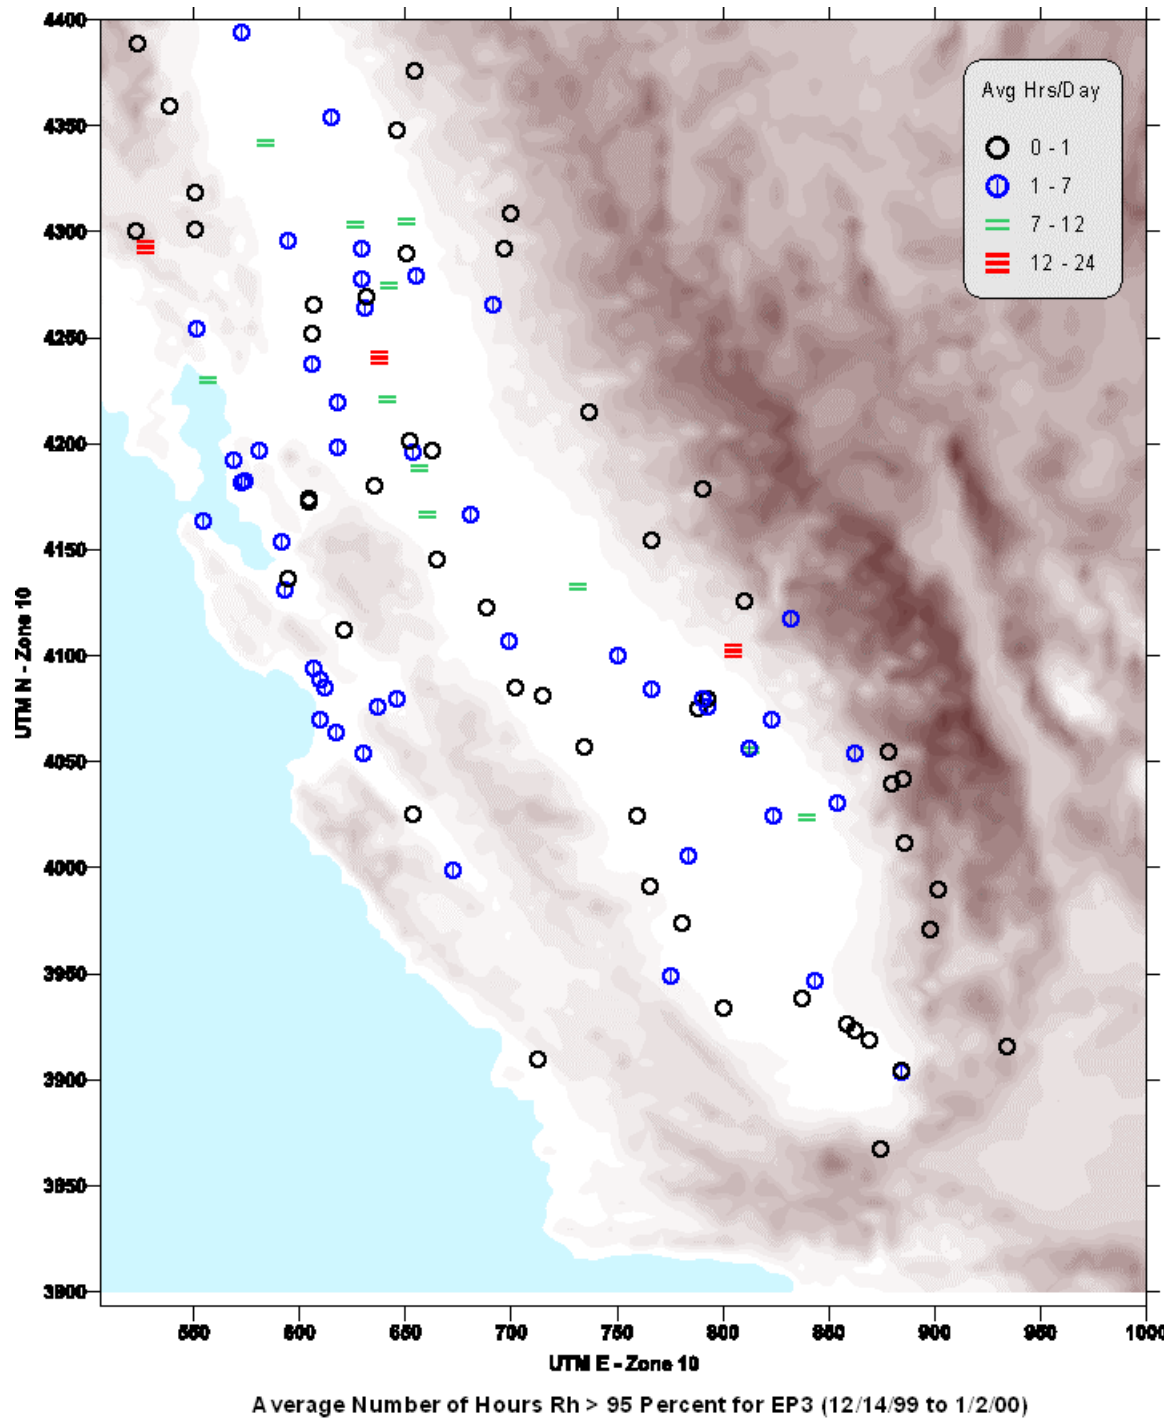 4400
4350
4300
4250
4200
4150
4100
4050
4000
3950
3900
3850
3800
UTM N - Zone 10
Avg Hrs/Day
0 - 1
1 - 7
7 - 12
12 - 24
550
600
650
700
750
800
850
900
950
1000
UTM E - Zone 10
Average Number of Hours Rh > 95 Percent for EP3 (12/14/99 to 1/2/00)